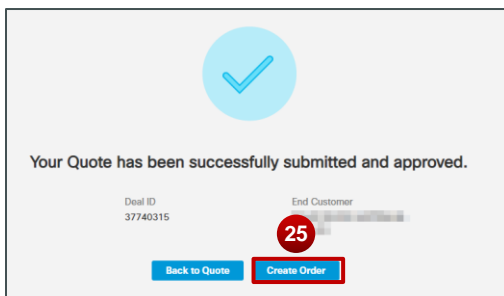 Your Quote has been successfully submitted and approved.
Deal ID End Customer
37740315
25
Back to Quote Create Order